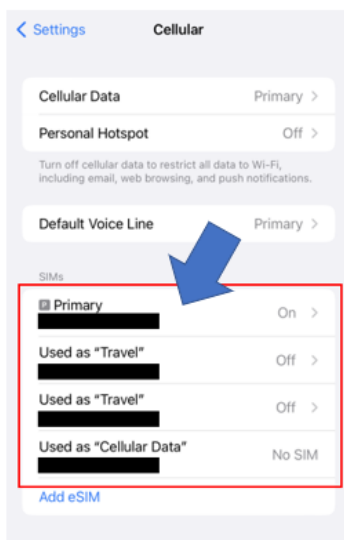 Settings
Cellular
Cellular Data Primary
Personal Hotspot Off
Turn off cellular data to restrict all data to Wi-Fi,
including email, web browsing, and push notifications.
Default Voice Line Primary
SIMs
P Primary On
Used as “Travel” Off
Used as “Travel” Off
Used as “Cellular Data” No SIM
Add eSIM